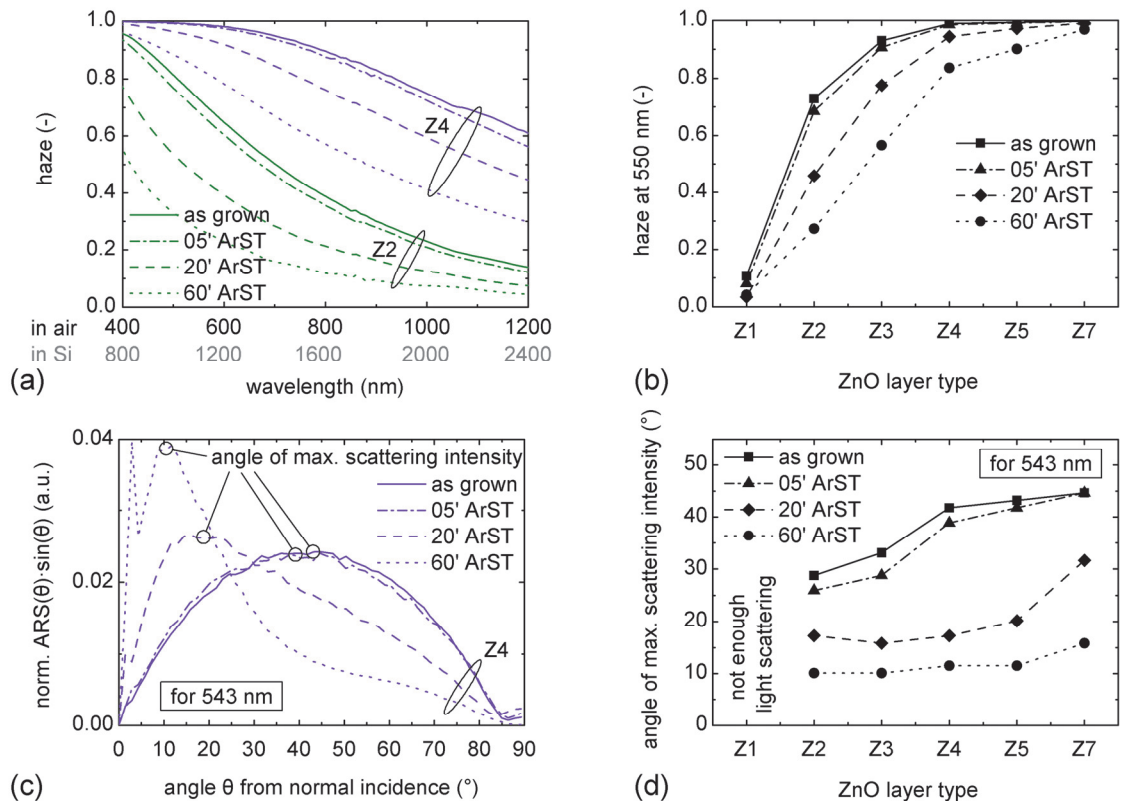 1.0
0.8
0.6
0.4
0.2
0.0
haze (-)
Z4
Z2
as grown
05' ArST
20' ArST
60' ArST
in air 400 600 800 1000 1200
in Si 800 1200 1600 2000 2400
(a)
wavelength (nm)
1.0
0.8
0.6
0.4
0.2
0.0
haze at 550 nm (-)
as grown
05' ArST
20' ArST
60' ArST
Z1 Z2 Z3 Z4 Z5 Z7
(b)
ZnO layer type
0.04
0.02
0.00
norm. ARS(θ)·sin(θ) (a.u.)
angle of max. scattering intensity
as grown
05' ArST
20' ArST
60' ArST
Z4
for 543 nm
0 10 20 30 40 50 60 70 80 90
(c)
angle θ from normal incidence (°)
50
40
30
20
10
0
angle of max. scattering intensity (°)
as grown
05' ArST
20' ArST
60' ArST
for 543 nm
not enough
light scattering
Z1 Z2 Z3 Z4 Z5 Z7
(d)
ZnO layer type